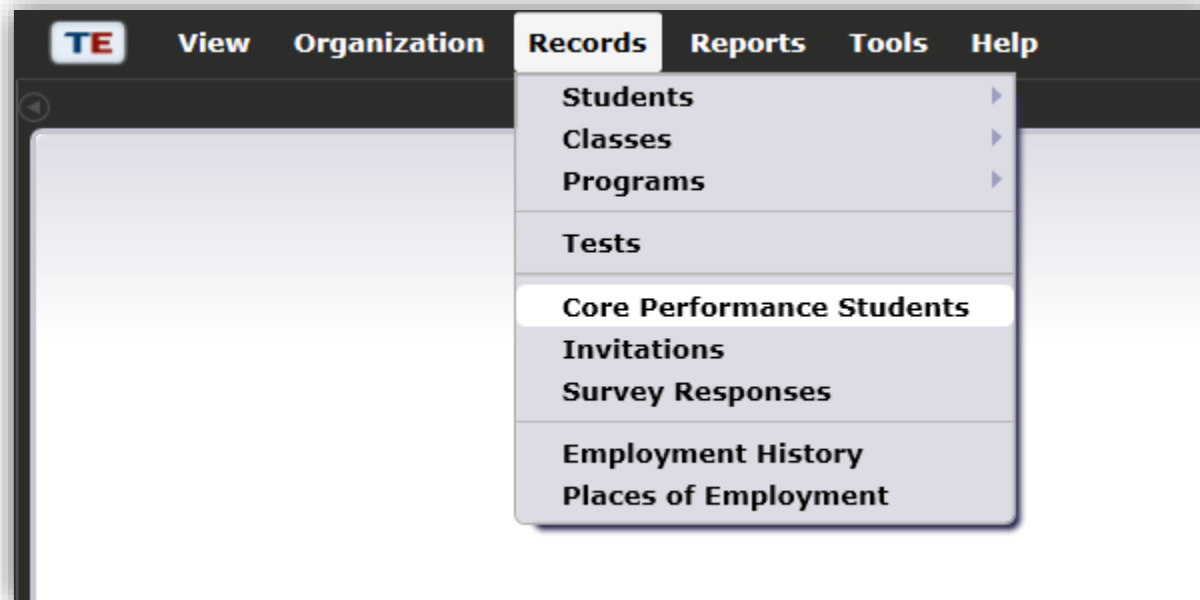 TE View Organization Records Reports Tools Help
Students
Classes
Programs
Tests
Core Performance Students
Invitations
Survey Responses
Employment History
Places of Employment